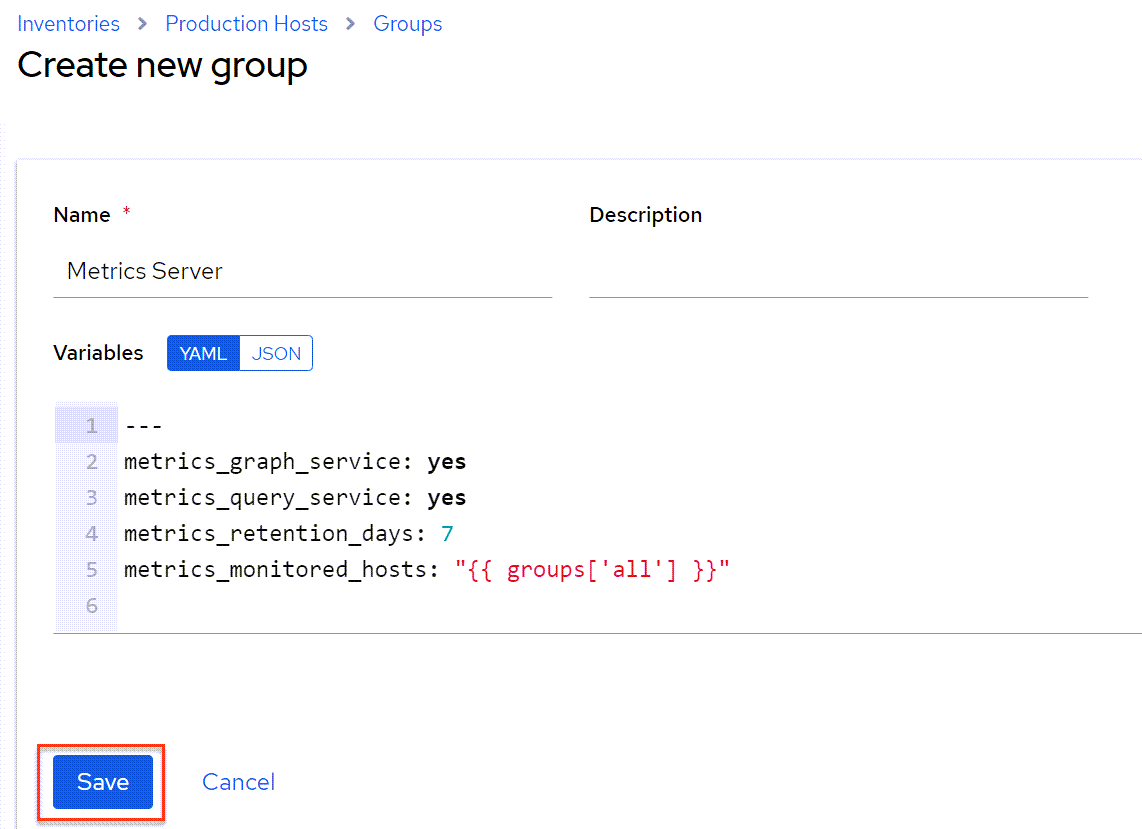 Inventories > Production Hosts > Groups
Create new group
Name * Description
Metrics Server
Variables YAML JSON
1 ---
2 metrics_graph_service: yes
3 metrics_query_service: yes
4 metrics_retention_days: 7
5 metrics_monitored_hosts: "{{ groups['all'] }}"
6
Save Cancel